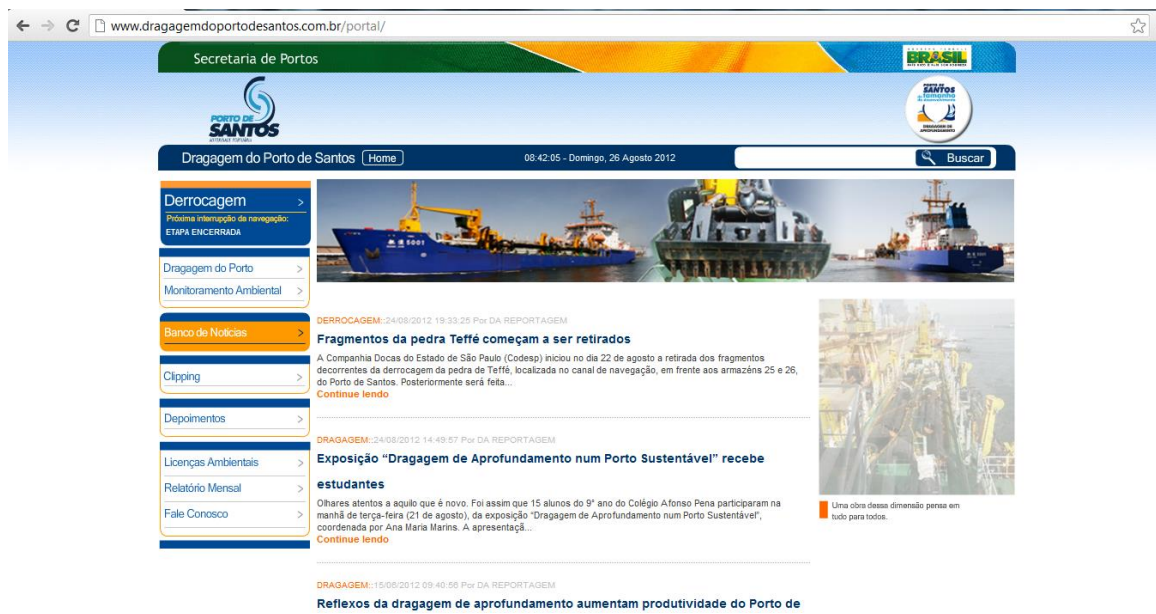 www.dragagemdoportodesantos.com.br/portal/
Secretaria de Portos
BRASIL
PORTO DE
SANTOS
PORTO DE
SANTOS
DRAGAGEM DE
APROFUNDAMENTO
Dragagem do Porto de Santos Home 08:42:05 - Domingo, 26 Agosto 2012 Buscar
Derrocagem >
Próxima interrupção da navegação:
ETAPA ENCERRADA
Dragagem do Porto >
Monitoramento Ambiental >
Banco de Notícias >
Clipping >
Depoimentos >
Licenças Ambientais >
Relatório Mensal >
Fale Conosco >
5001
DERROCAGEM::24/08/2012 19:33:25 Por DA REPORTAGEM
Fragmentos da pedra Teffé começam a ser retirados
A Companhia Docas do Estado de São Paulo (Codesp) iniciou no dia 22 de agosto a retirada dos fragmentos
decorrentes da derrocagem da pedra de Teffé, localizada no canal de navegação, em frente aos armazéns 25 e 26,
do Porto de Santos. Posteriormente será feita...
Continue lendo
DRAGAGEM::24/08/2012 14:49:57 Por DA REPORTAGEM
Exposição “Dragagem de Aprofundamento num Porto Sustentável” recebe
estudantes
Olhares atentos a aquilo que é novo. Foi assim que 15 alunos do 9° ano do Colégio Afonso Pena participaram na
manhã de terça-feira (21 de agosto), da exposição “Dragagem de Aprofundamento num Porto Sustentável”,
coordenada por Ana Maria Marins. A apresentaçã...
Continue lendo
DRAGAGEM::15/08/2012 09:40:56 Por DA REPORTAGEM
Reflexos da dragagem de aprofundamento aumentam produtividade do Porto de
Uma obra dessa dimensão pensa em
tudo para todos.